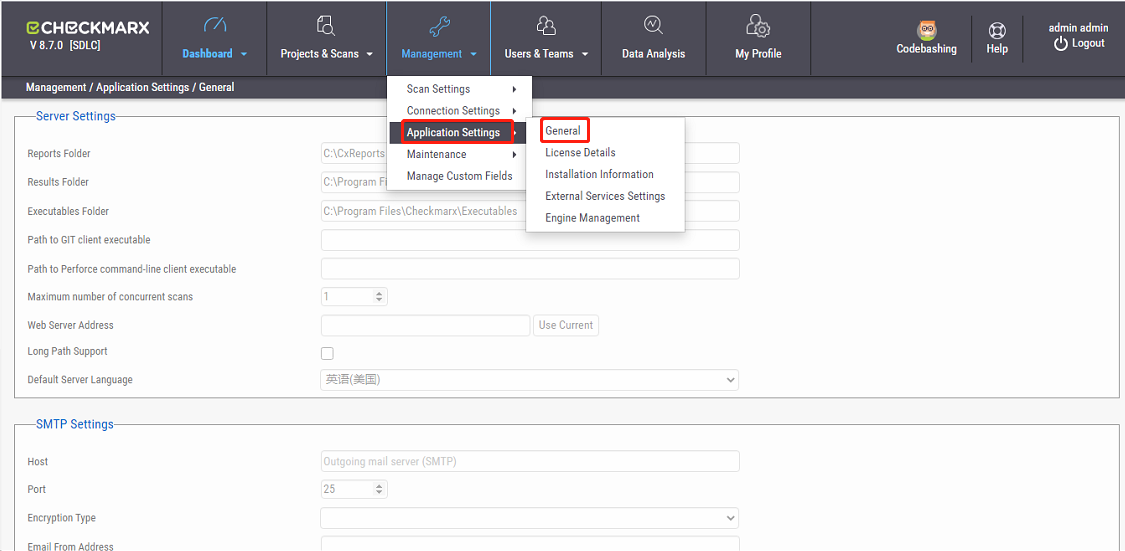 CHECKMARX
V 8.7.0 [SDLC]
Dashboard
Projects & Scans
Management
Users & Teams
Data Analysis
My Profile
Codebashing
Help
admin admin
Logout
Management / Application Settings / General
Scan Settings
Connection Settings
Application Settings
Maintenance
Manage Custom Fields
General
License Details
Installation Information
External Services Settings
Engine Management
Server Settings
Reports Folder
C:\CxReports
Results Folder
C:\Program Fi
Executables Folder
C:\Program Files\Checkmarx\Executables
Path to GIT client executable
Path to Perforce command-line client executable
Maximum number of concurrent scans
1
Web Server Address
Use Current
Long Path Support
Default Server Language
英语(美国)
SMTP Settings
Host
Outgoing mail server (SMTP)
Port
25
Encryption Type
Email From Address